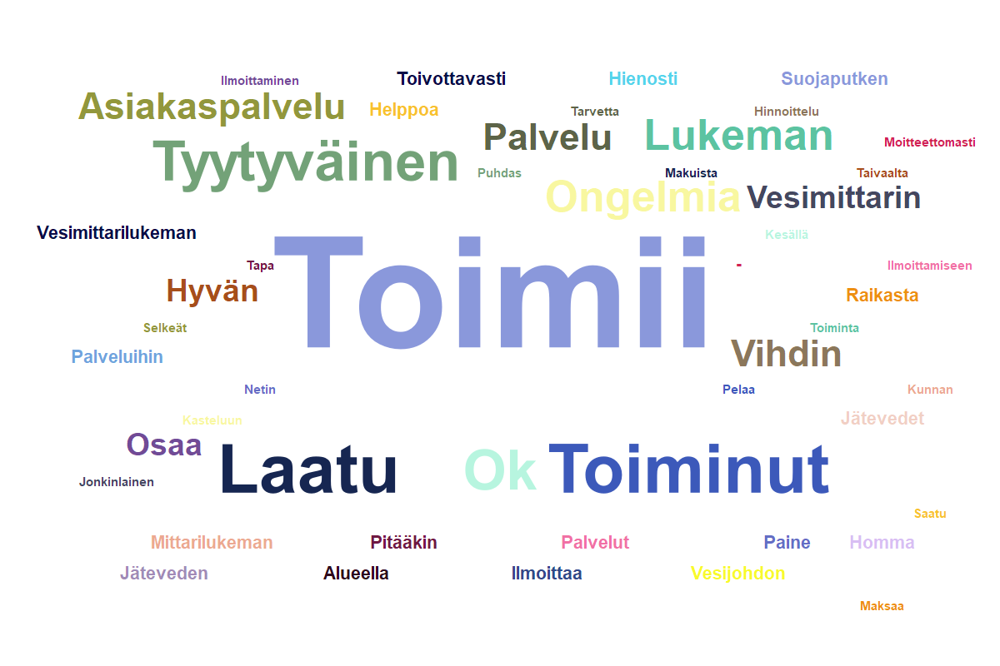 Toivottavasti Hienosti Suojaputken
Ilmoittaminen
Asiakaspalvelu Helppoa Tarvetta Hinnoittelu
Palvelu Lukeman Moitteettomasti
Tyytyväinen Puhdas Makuista Taivaalta
Ongelmia Vesimittarin
Vesimittarilukeman Kesällä
Tapa Toimii - Ilmoittamiseen
Hyvän Raikasta
Selkeät Toiminta
Palveluihin Vihdin
Netin Pelaa Kunnan
Kasteluun Jätevedet
Osaa
Laatu Ok Toiminut
Jonkinlainen
Saatu
Mittarilukeman Pitääkin Palvelut Paine Homma
Jäteveden Alueella Ilmoittaa Vesijohdon
Maksaa